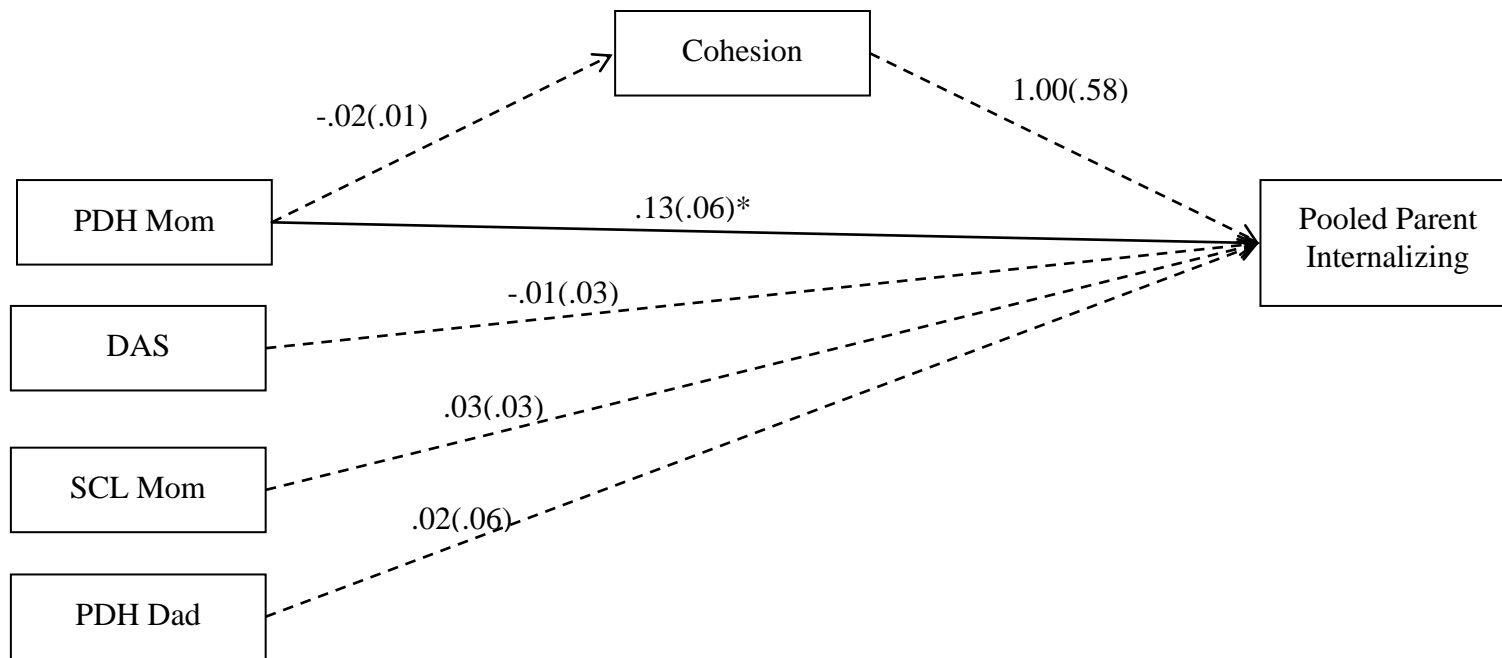 Cohesion
1.00(.58)
-.02(.01)
PDH Mom
.13(.06)*
Pooled Parent
Internalizing
-.01(.03)
DAS
.03(.03)
SCL Mom
.02(.06)
PDH Dad